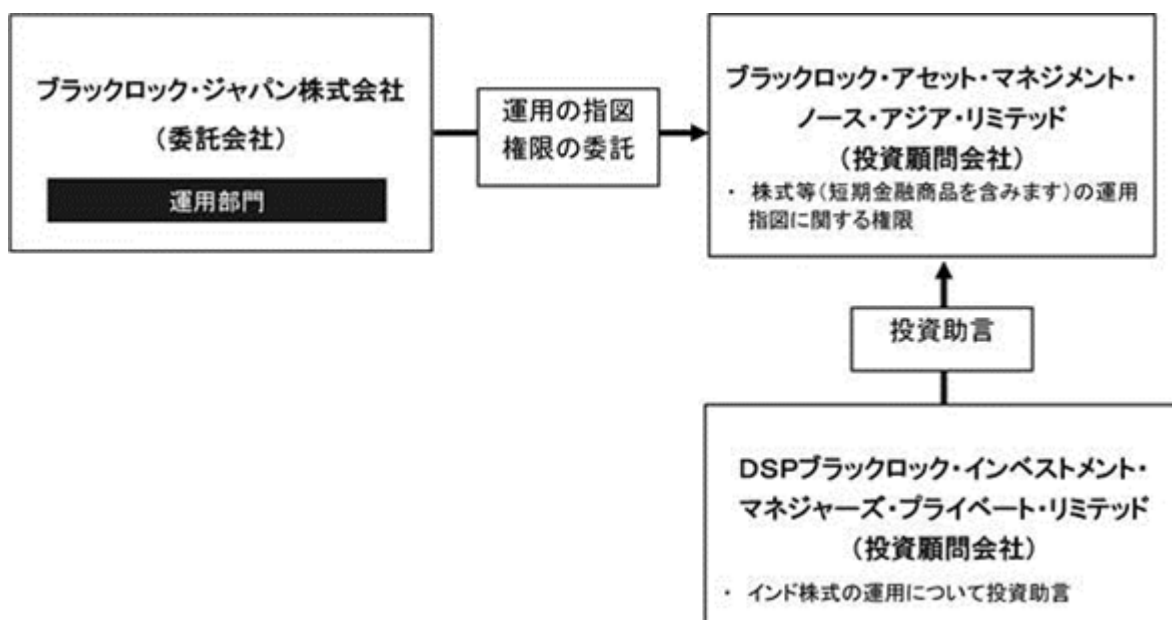 ブラックロック・ジャパン株式会社
（委託会社）
運用部門
運用の指図
権限の委託
ブラックロック・アセット・マネジメント・
ノース・アジア・リミテッド
（投資顧問会社）
・ 株式等（短期金融商品を含みます）の運用
指図に関する権限
投資助言
DSPブラックロック・インベストメント・
マネジャーズ・プライベート・リミテッド
（投資顧問会社）
・ インド株式の運用について投資助言